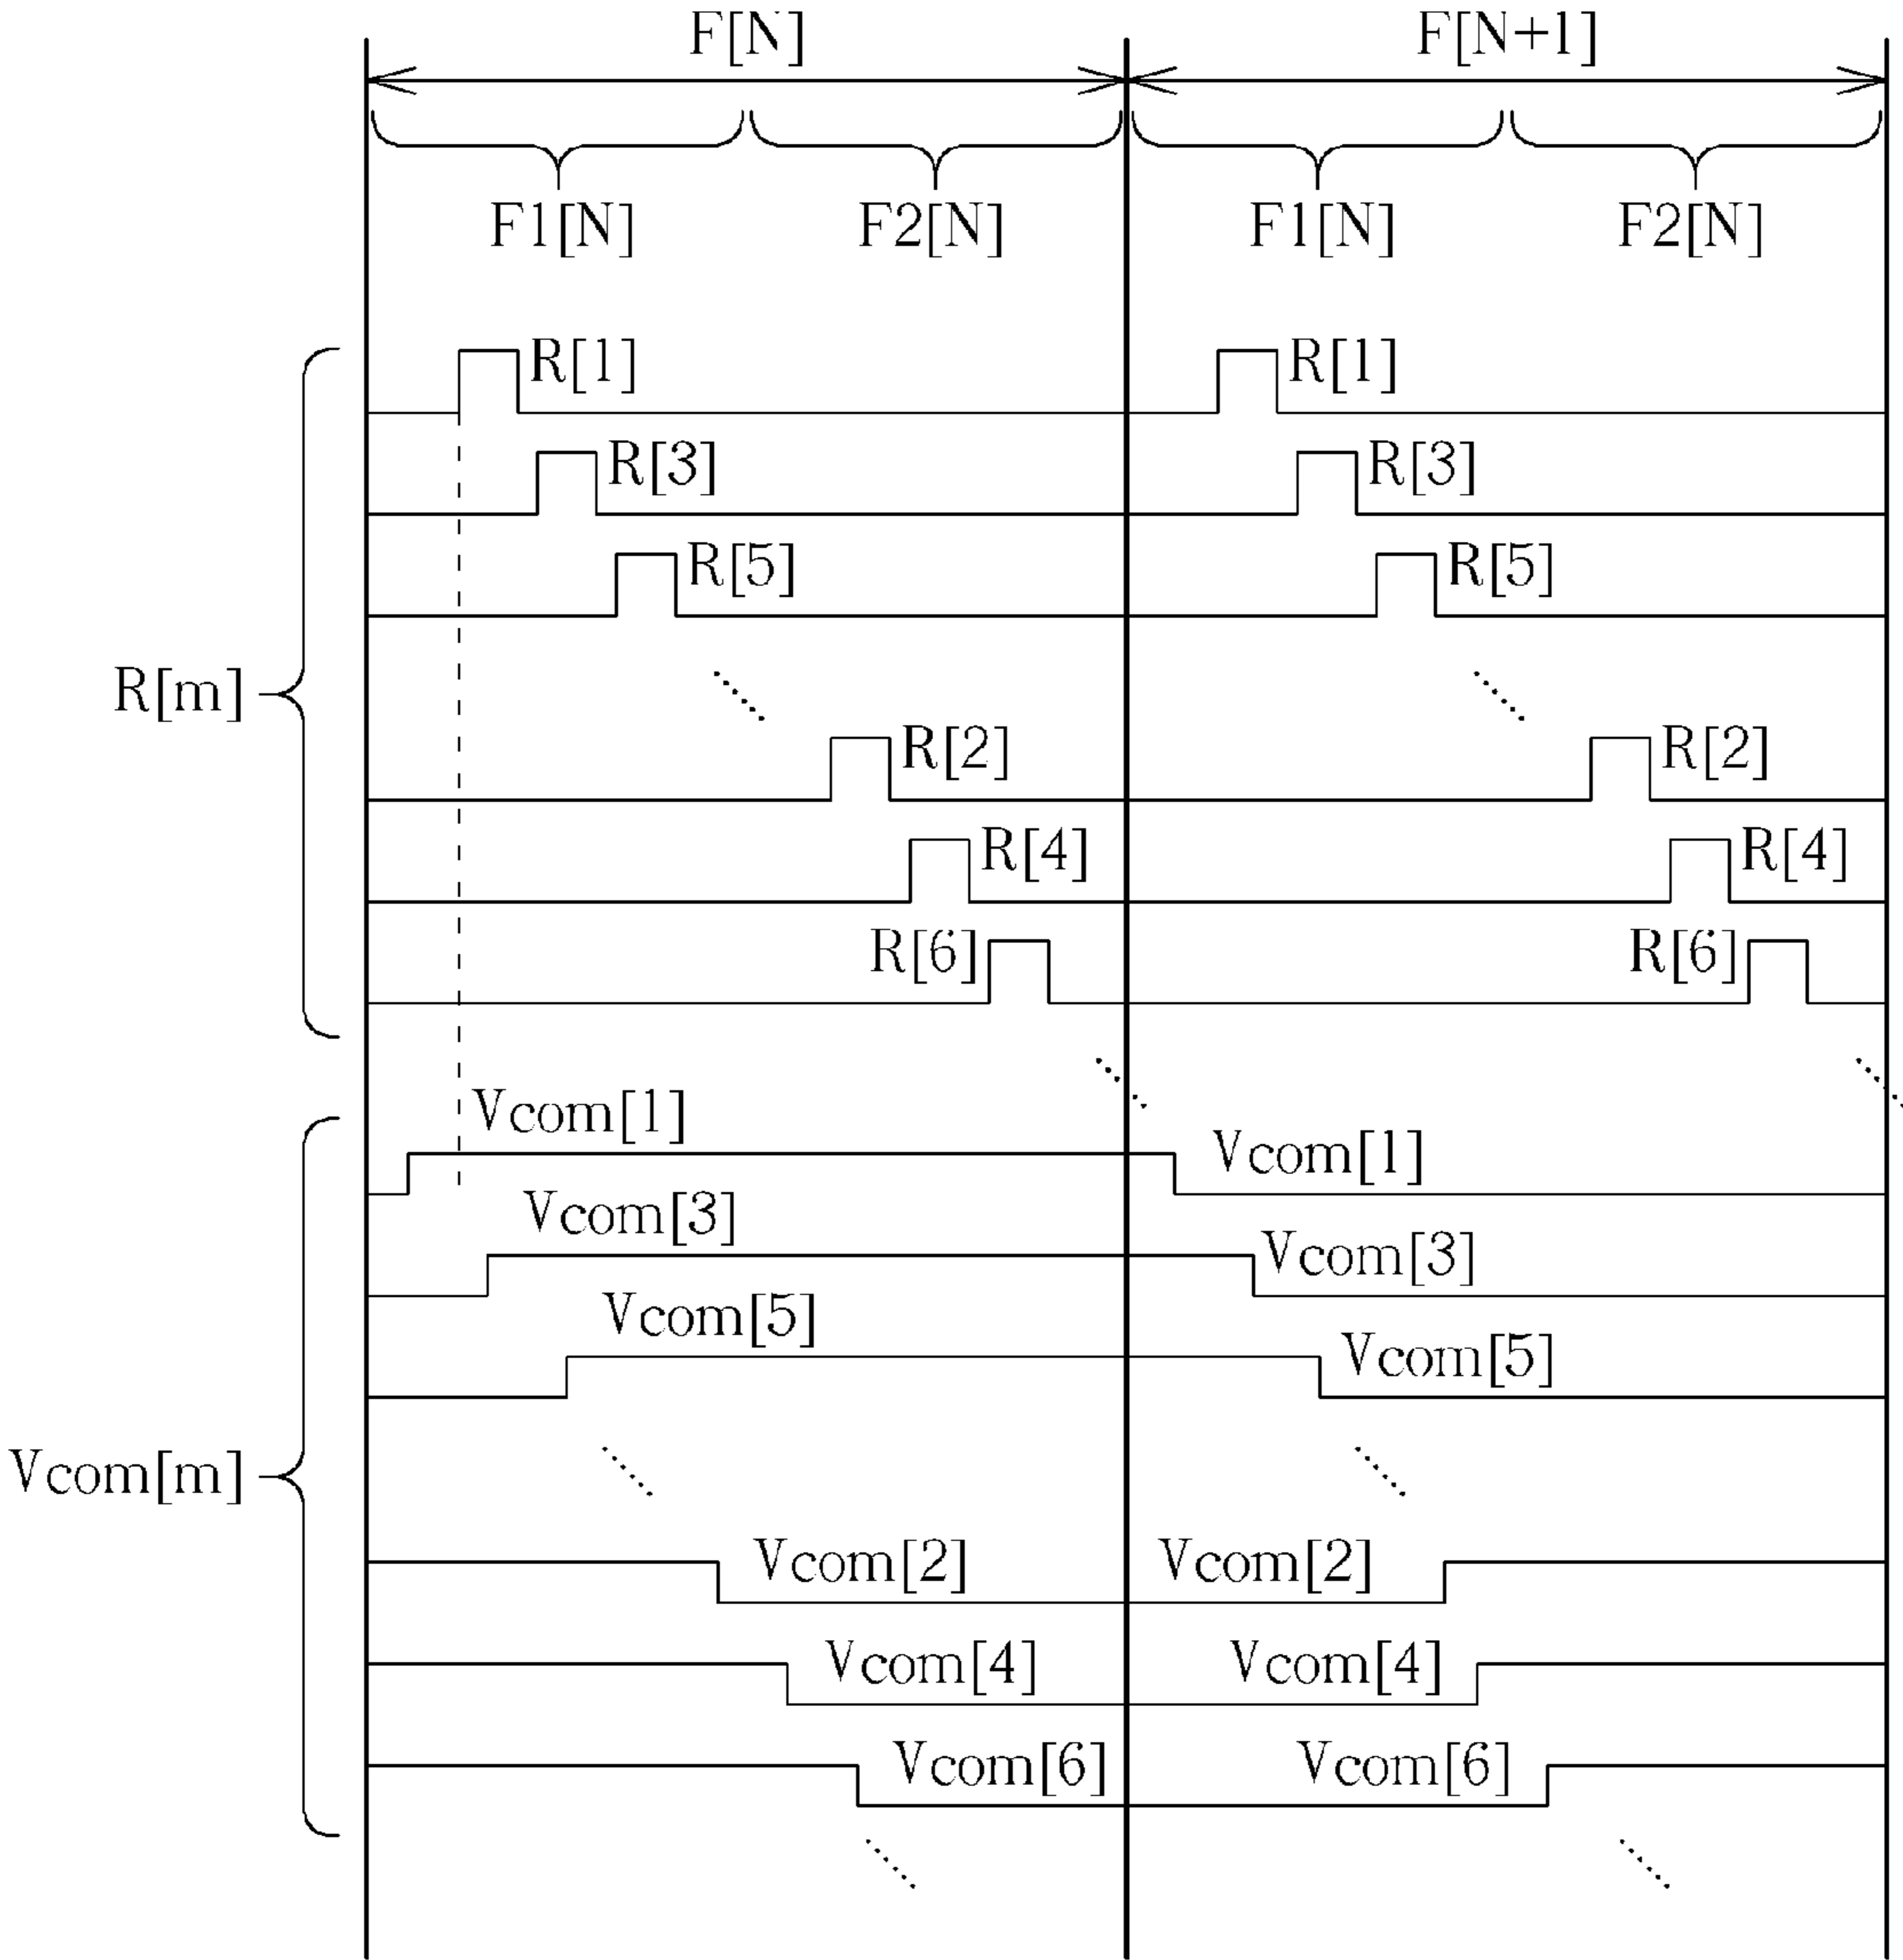 F[N] F[N+1]
F1[N] F2[N] F1[N] F2[N]
R[1] R[1]
R[3] R[3]
R[5] R[5]
R[m]
R[2] R[2]
R[4] R[4]
R[6] R[6]
Vcom[1] Vcom[1]
Vcom[3] Vcom[3]
Vcom[5] Vcom[5]
Vcom[m]
Vcom[2] Vcom[2]
Vcom[4] Vcom[4]
Vcom[6] Vcom[6]